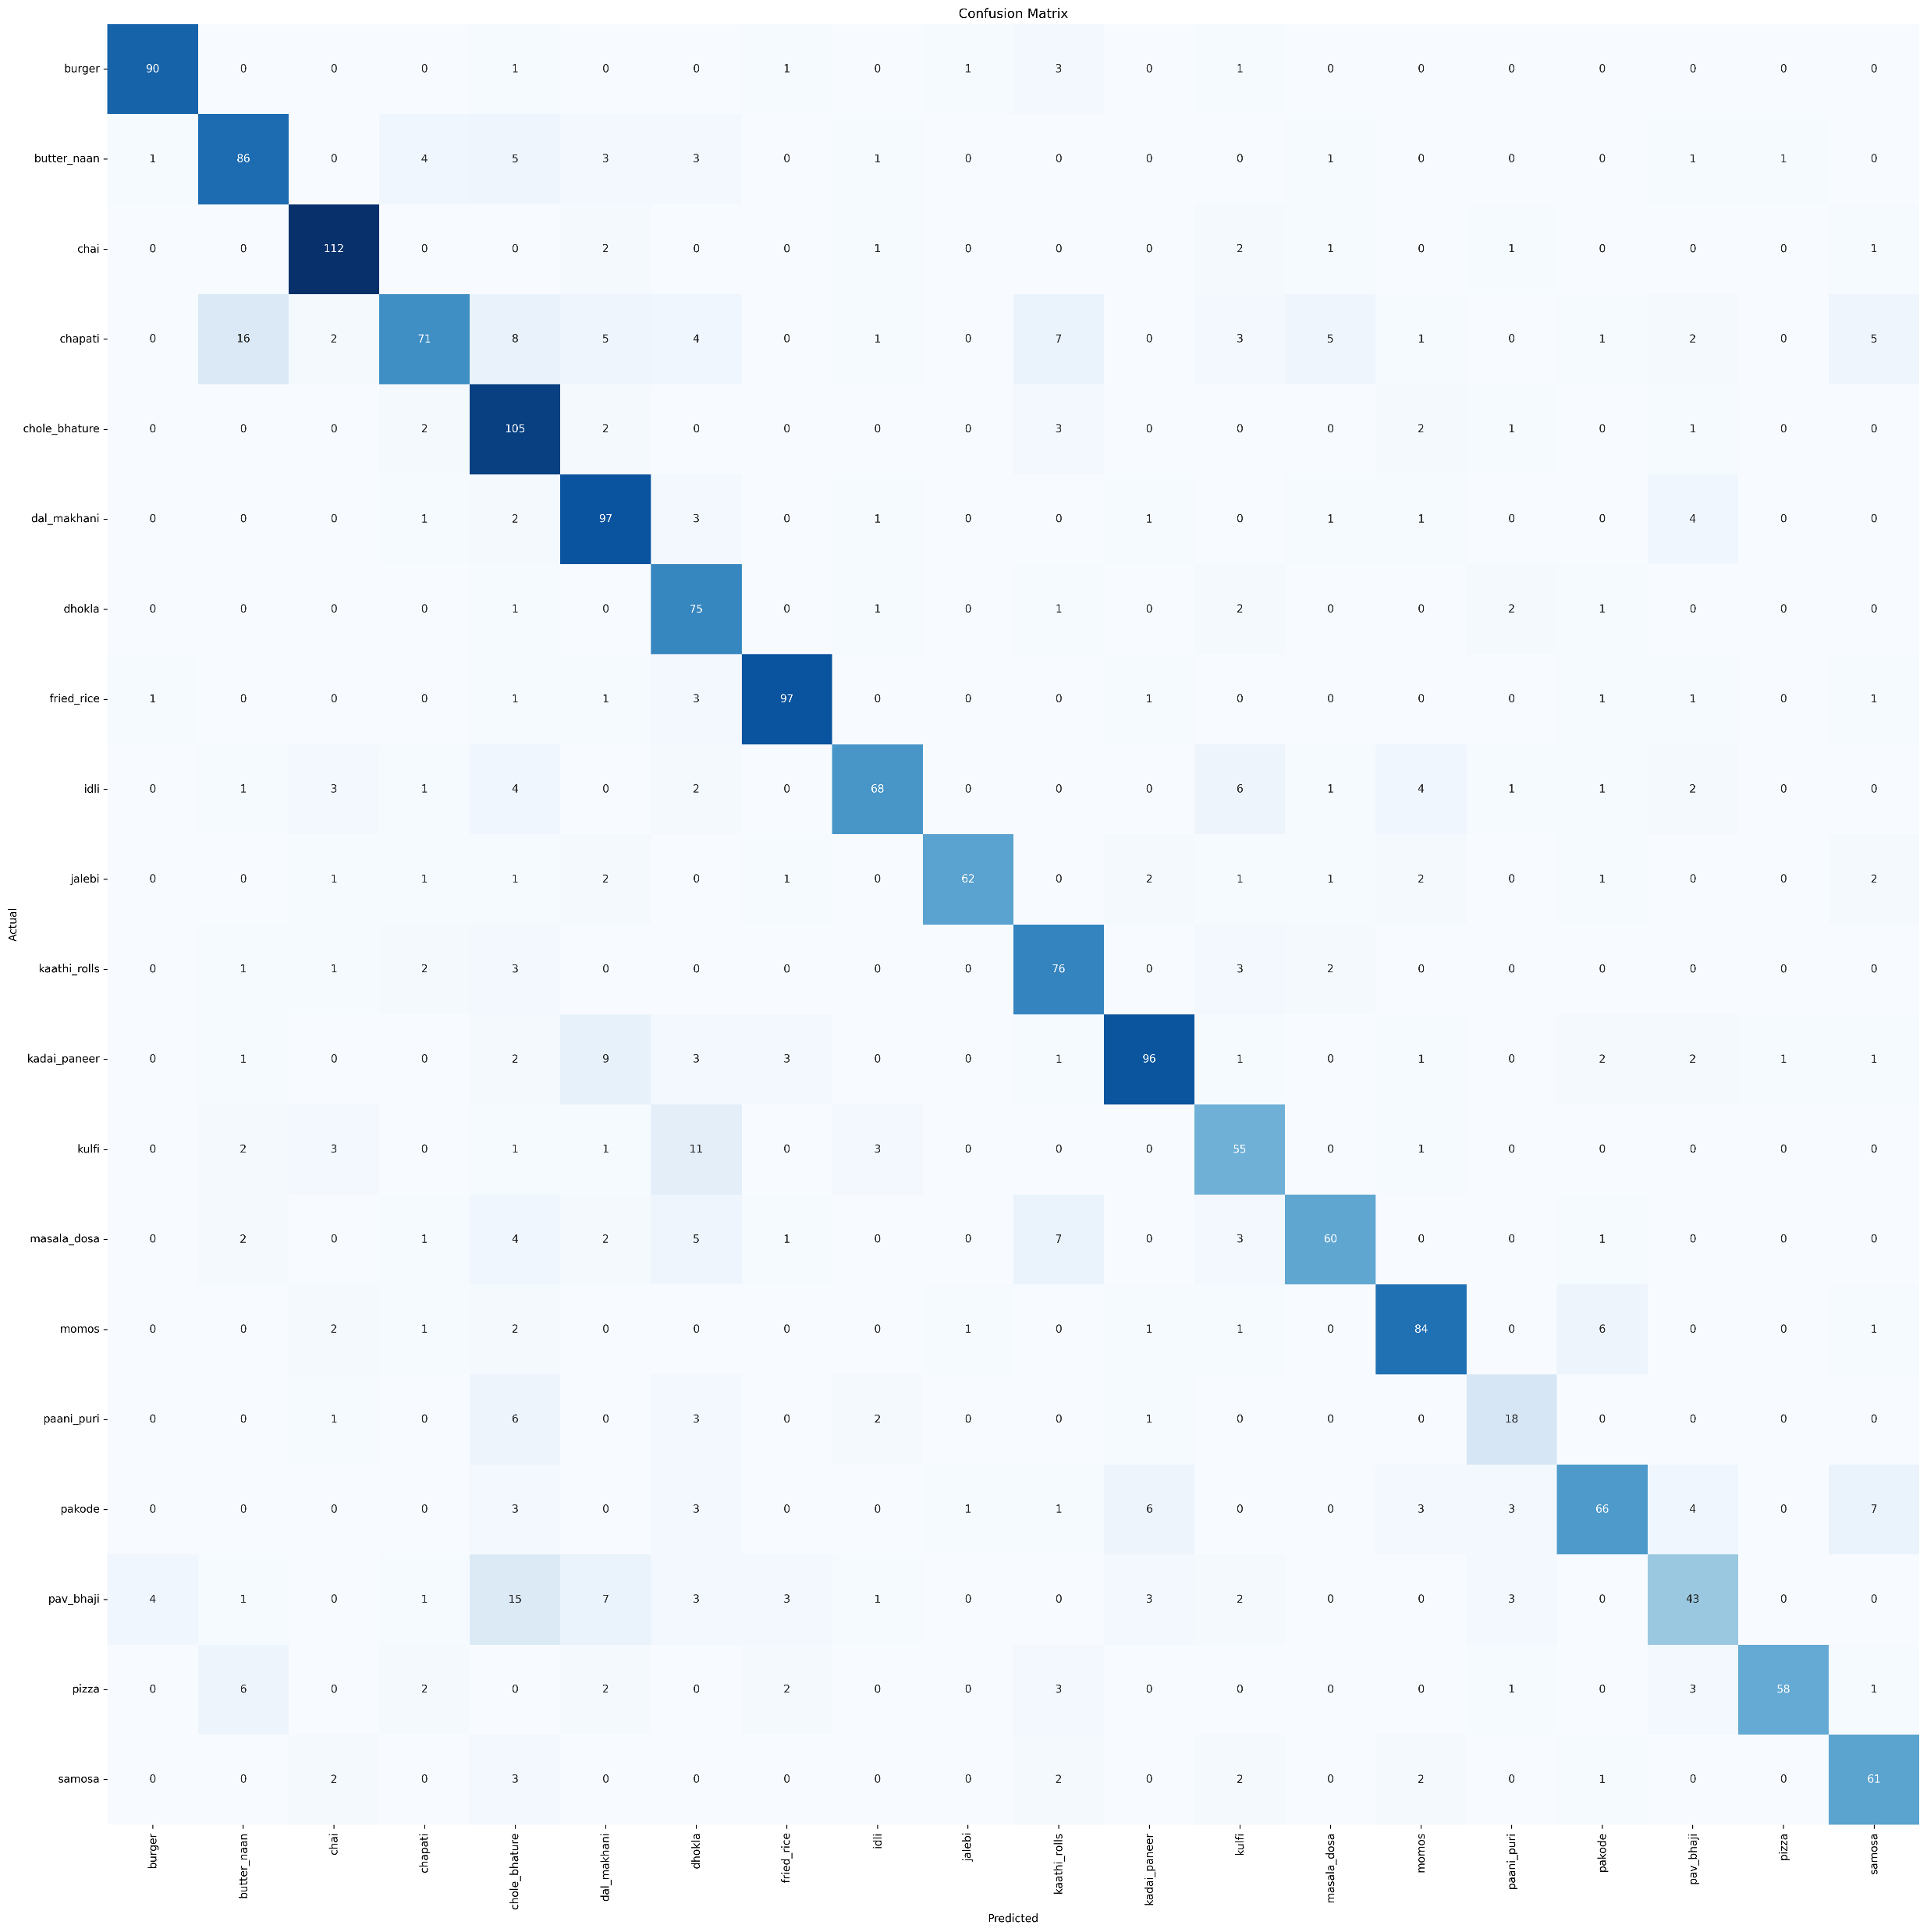 Confusion Matrix
burger 90 0 0 0 1 0 0 1 0 1 3 0 1 0 0 0 0 0 0 0
butter_naan 1 86 0 4 5 3 3 0 1 0 0 0 0 1 0 0 0 1 1 0
chai 0 0 112 0 0 2 0 0 1 0 0 0 2 1 0 1 0 0 0 1
chapati 0 16 2 71 8 5 4 0 1 0 7 0 3 5 1 0 1 2 0 5
chole_bhature 0 0 0 2 105 2 0 0 0 0 3 0 0 0 2 1 0 1 0 0
dal_makhani 0 0 0 1 2 97 3 0 1 0 0 1 0 1 1 0 0 4 0 0
dhokla 0 0 0 0 1 0 75 0 1 0 1 0 2 0 0 2 1 0 0 0
fried_rice 1 0 0 0 1 1 3 97 0 0 0 1 0 0 0 0 1 1 0 1
idli 0 1 3 1 4 0 2 0 68 0 0 0 6 1 4 1 1 2 0 0
jalebi 0 0 1 1 1 2 0 1 0 62 0 2 1 1 2 0 1 0 0 2
kaathi_rolls 0 1 1 2 3 0 0 0 0 0 76 0 3 2 0 0 0 0 0 0
kadai_paneer 0 1 0 0 2 9 3 3 0 0 1 96 1 0 1 0 2 2 1 1
kulfi 0 2 3 0 1 1 11 0 3 0 0 0 55 0 1 0 0 0 0 0
masala_dosa 0 2 0 1 4 2 5 1 0 0 7 0 3 60 0 0 1 0 0 0
momos 0 0 2 1 2 0 0 0 0 1 0 1 1 0 84 0 6 0 0 1
paani_puri 0 0 1 0 6 0 3 0 2 0 0 1 0 0 0 18 0 0 0 0
pakode 0 0 0 0 3 0 3 0 0 1 1 6 0 0 3 3 66 4 0 7
pav_bhaji 4 1 0 1 15 7 3 3 1 0 0 3 2 0 0 3 0 43 0 0
pizza 0 6 0 2 0 2 0 2 0 0 3 0 0 0 0 1 0 3 58 1
samosa 0 0 2 0 3 0 0 0 0 0 2 0 2 0 2 0 1 0 0 61
burger butter_naan chai chapati chole_bhature dal_makhani dhokla fried_rice idli jalebi kaathi_rolls kadai_paneer kulfi masala_dosa momos paani_puri pakode pav_bhaji pizza samosa
Predicted
Actual